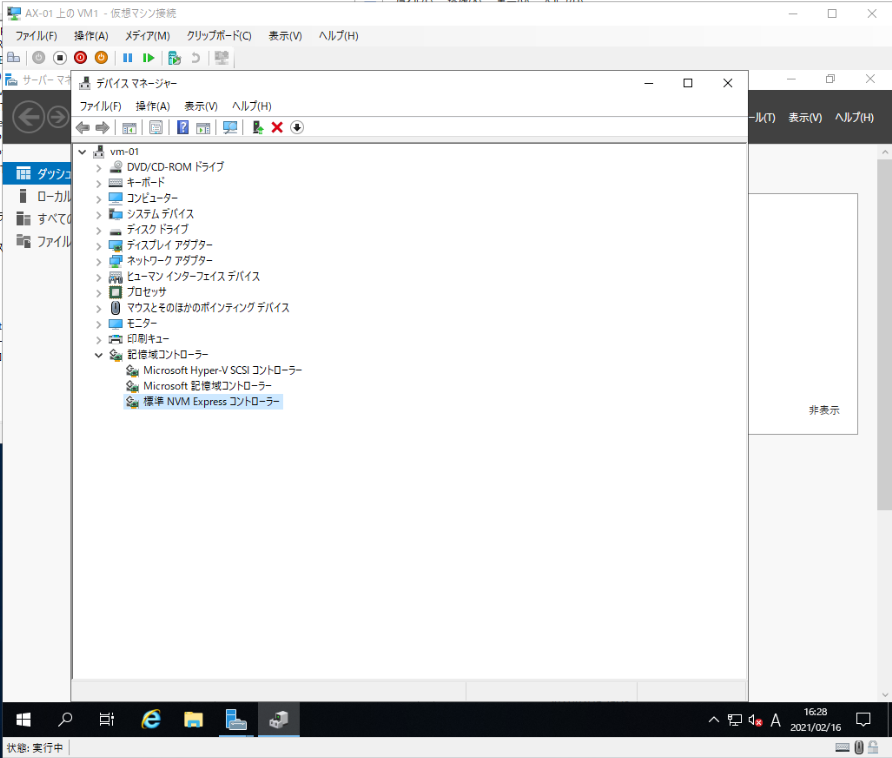 AX-01 上の VM1 - 仮想マシン接続
ファイル(F) 操作(A) メディア(M) クリップボード(C) 表示(V) ヘルプ(H)
サーバー マネ
デバイス マネージャー
ファイル(F) 操作(A) 表示(V) ヘルプ(H)
ール(T) 表示(V) ヘルプ(H)
ダッシュ
ローカル
すべての
ファイル
vm-01
DVD/CD-ROM ドライブ
キーボード
コンピューター
システム デバイス
ディスク ドライブ
ディスプレイ アダプター
ネットワーク アダプター
ヒューマン インターフェイス デバイス
プロセッサ
マウスとそのほかのポインティング デバイス
モニター
印刷キュー
記憶域コントローラー
Microsoft Hyper-V SCSI コントローラー
Microsoft 記憶域コントローラー
標準 NVM Express コントローラー
非表示
A
16:28
2021/02/16
状態: 実行中